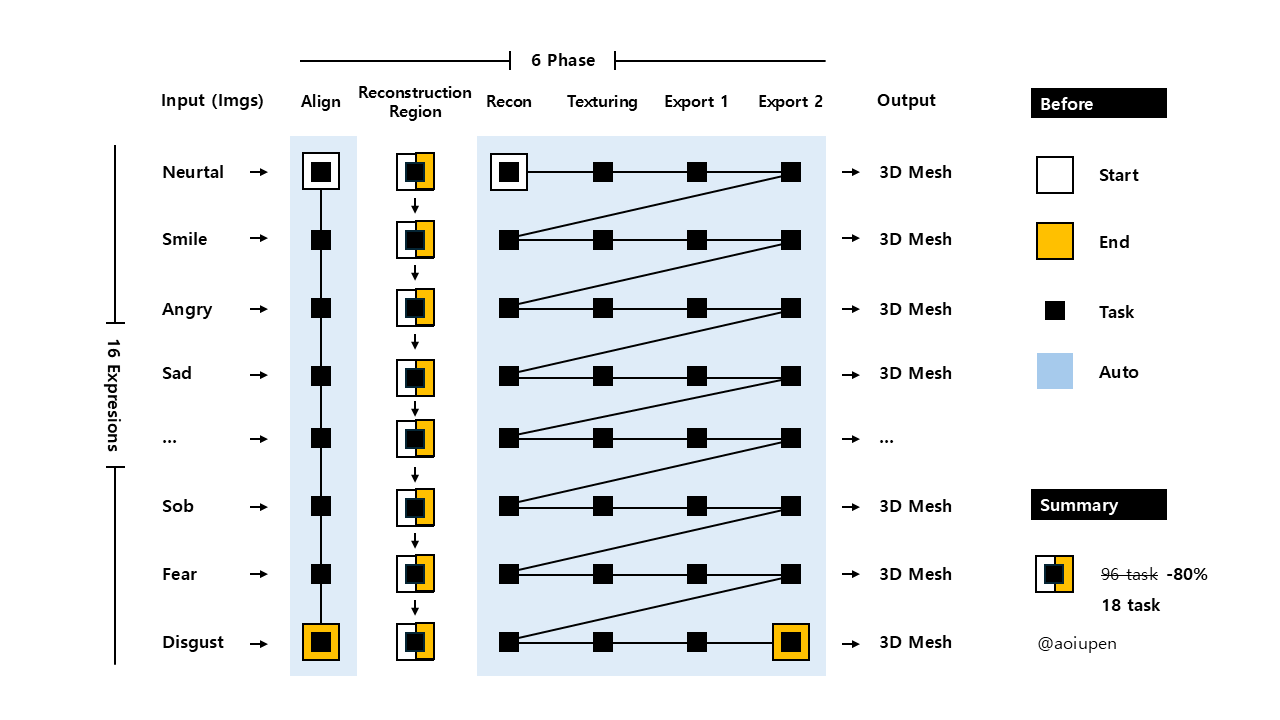 6 Phase
Input (Imgs)
Align
Reconstruction
Region
Recon
Texturing
Export 1
Export 2
Output
Before
Neurtal
3D Mesh
Start
Smile
3D Mesh
End
Angry
3D Mesh
Task
16 Expresions
Sad
3D Mesh
Auto
...
...
Sob
3D Mesh
Summary
Fear
3D Mesh
96 task -80%
18 task
Disgust
3D Mesh
@aoiupen